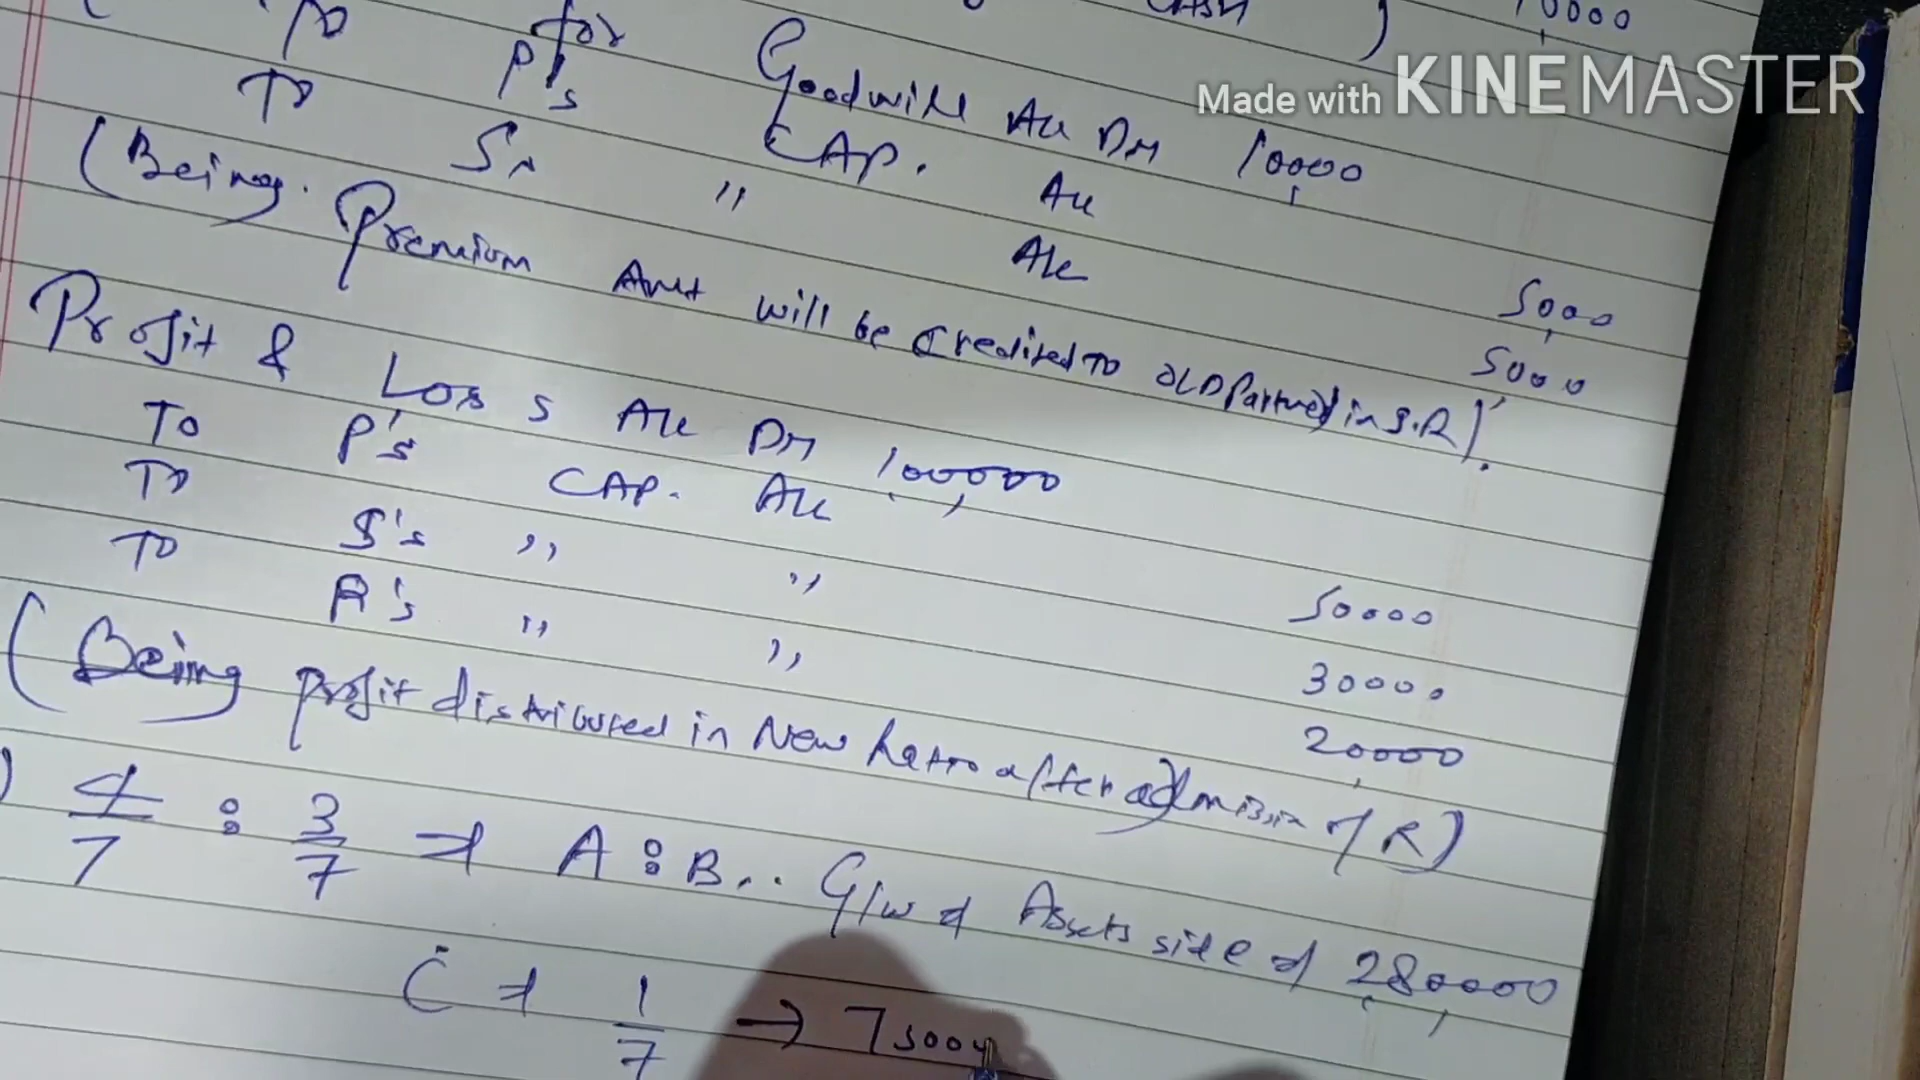 CASH ) 10000
To for Goodwill A/c Dr 10000
To P's CAP. A/c 5000
S's " A/c 5000
(Being Premium Amt will be Credited To OLD Partner in S.R).
Profit & Loss A/c Dr 100000
To P's CAP. A/c 50000
To S's " " 30000
To R's " " 20000
(Being profit distributed in New Ratio after admission of R)
) 4/7 : 3/7 → A : B .. G/w → Assets side → 280000
C → 1/7 → 7500
Made with KINEMASTER